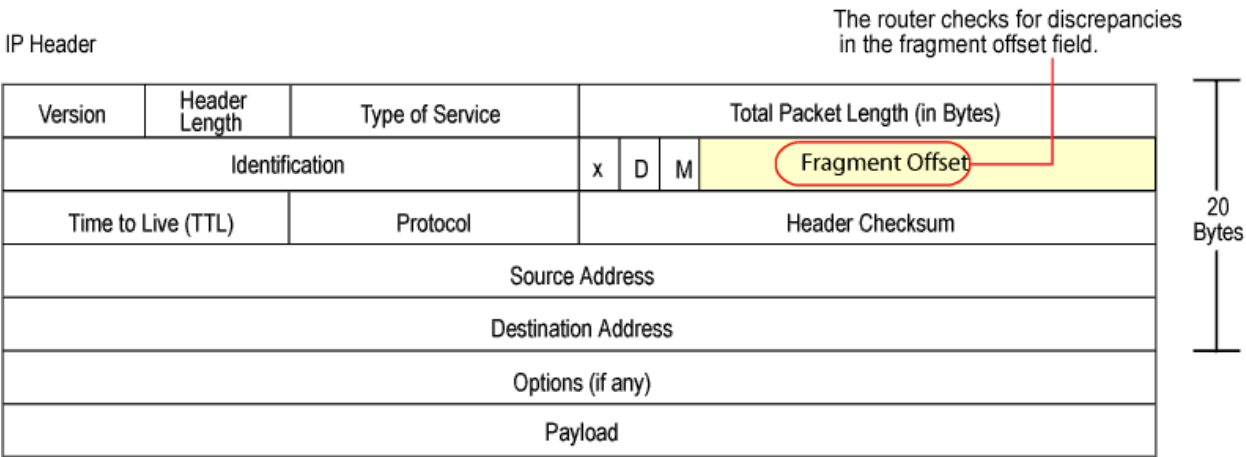 The router checks for discrepancies
in the fragment offset field.
IP Header
Version
Header
Length
Type of Service
Total Packet Length (in Bytes)
Identification
x
D
M
Fragment Offset
Time to Live (TTL)
Protocol
Header Checksum
20
Bytes
Source Address
Destination Address
Options (if any)
Payload